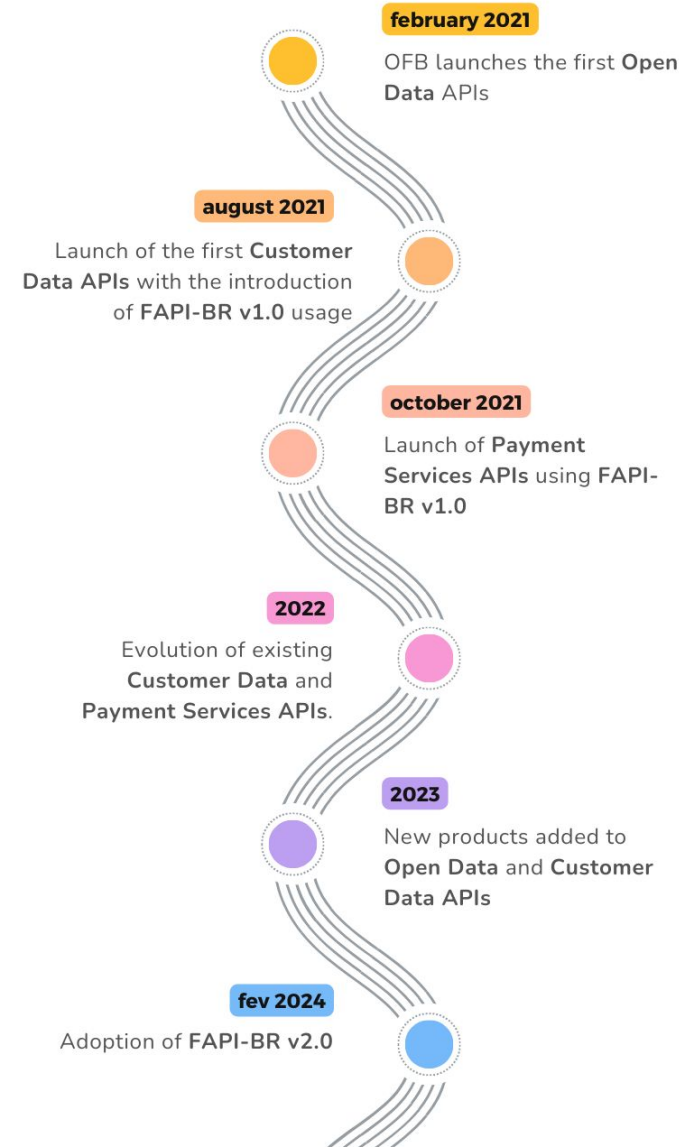 february 2021
OFB launches the first Open
Data APIs
august 2021
Launch of the first Customer
Data APIs with the introduction
of FAPI-BR v1.0 usage
october 2021
Launch of Payment
Services APIs using FAPI-
BR v1.0
2022
Evolution of existing
Customer Data and
Payment Services APIs.
2023
New products added to
Open Data and Customer
Data APIs
fev 2024
Adoption of FAPI-BR v2.0